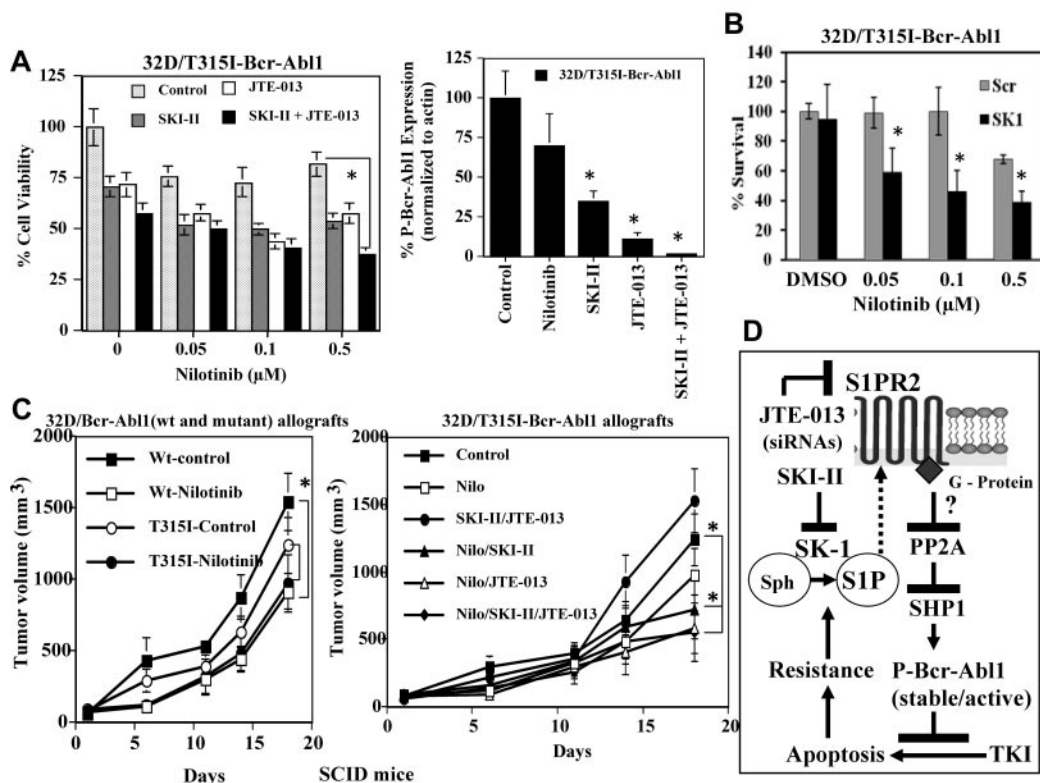 A
32D/T315I-Bcr-Abl1
Control
JTE-013
SKI-II
SKI-II + JTE-013
% Cell Viability
125
100
75
50
25
0
*
0
0.05
0.1
0.5
Nilotinib (µM)
32D/T315I-Bcr-Abl1
% P-Bcr-Abl1 Expression
(normalized to actin)
125
100
75
50
25
0
*
*
*
Control
Nilotinib
SKI-II
JTE-013
SKI-II + JTE-013
B
32D/T315I-Bcr-Abl1
Scr
SK1
% Survival
140
120
100
80
60
40
20
0
*
*
*
DMSO
0.05
0.1
0.5
Nilotinib (µM)
C
32D/Bcr-Abl1(wt and mutant) allografts
Wt-control
Wt-Nilotinib
T315I-Control
T315I-Nilotinib
*
Tumor volume (mm 3)
2000
1500
1000
500
0
0
5
10
15
20
Days
SCID mice
32D/T315I-Bcr-Abl1 allografts
Control
Nilo
SKI-II/JTE-013
Nilo/SKI-II
Nilo/JTE-013
Nilo/SKI-II/JTE-013
*
*
Tumor volume (mm 3)
2000
1500
1000
500
0
0
5
10
15
20
Days
D
S1PR2
JTE-013
(siRNAs)
SKI-II
G - Protein
?
SK-1
PP2A
Sph
S1P
SHP1
Resistance
P-Bcr-Abl1
(stable/active)
Apoptosis
TKI